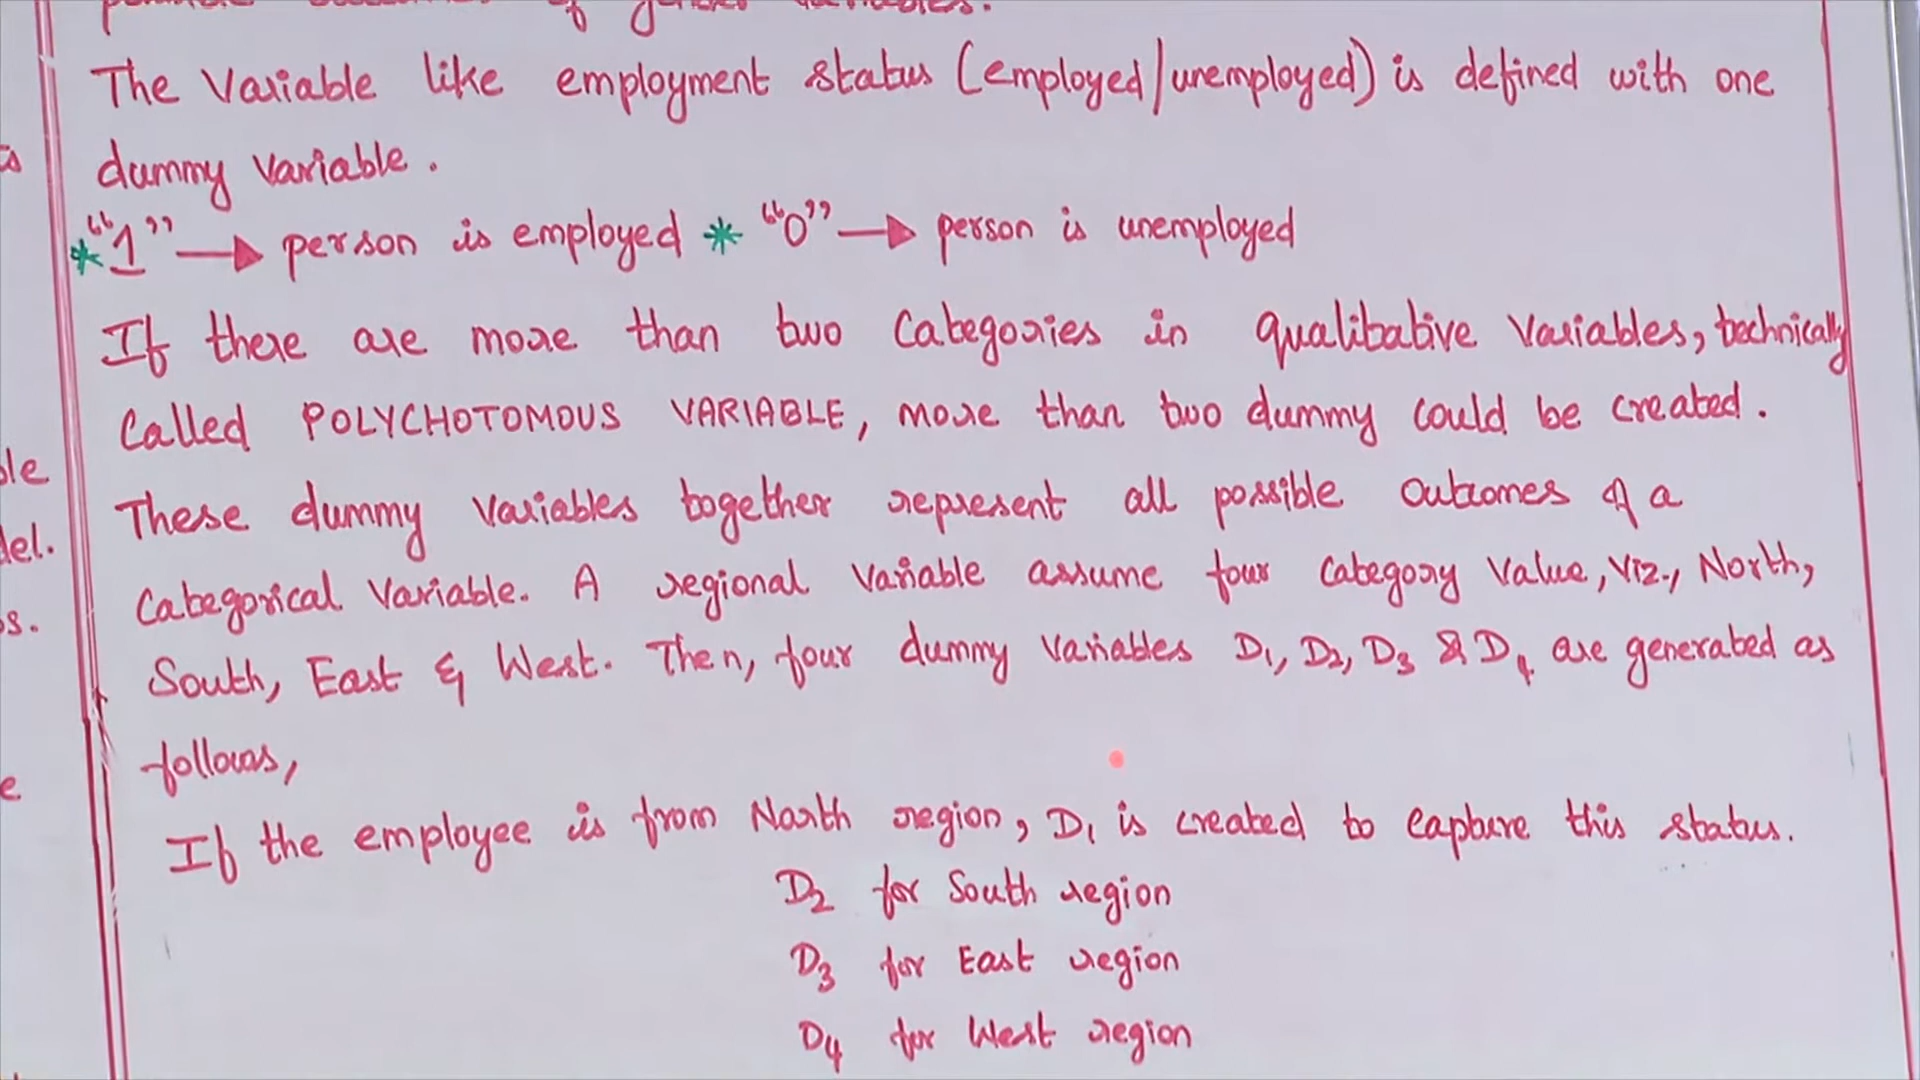 of gender variables.
The Variable like employment status (employed/unemployed) is defined with one
dummy variable.
* "1" → person is employed * "0" → person is unemployed
If there are more than two Categories in qualitative Variables, technically
Called POLYCHOTOMOUS VARIABLE, more than two dummy could be created.
These dummy variables together represent all possible outcomes of a
Categorical Variable. A regional Variable assume four Category Value, Viz., North,
South, East & West. Then, four dummy variables D1, D2, D3 & D4 are generated as
follows,
If the employee is from North region, D1 is created to capture this status.
D2 for South region
D3 for East region
D4 for West region